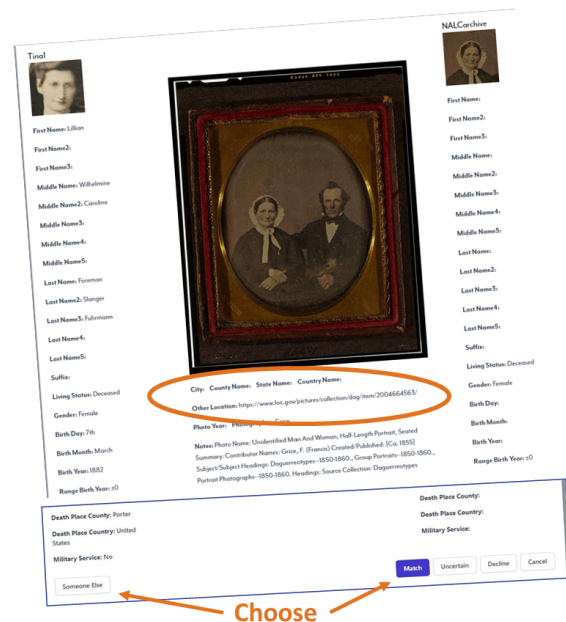 Tina1
First Name: Lillian
First Name2:
First Name3:
Middle Name: Wilhelmine
Middle Name2: Caroline
Middle Name3:
Middle Name4:
Middle Name5:
Last Name: Foreman
Last Name2: Slanger
Last Name3: Fuhrmann
Last Name4:
Last Name5:
Suffix:
Living Status: Deceased
Gender: Female
Birth Day: 7th
Birth Month: March
Birth Year: 1882
Range Birth Year: ±0
Kodak
City: County Name: State Name: Country Name:
Other Location: https://www.loc.gov/pictures/collection/dag/item/2004664563/
Photo Year: Photographer: Grice
Notes: Photo Name: Unidentified Man And Woman, Half-Length Portrait, Seated
Summary: Contributor Names: Grice, F. (Francis) Created/Published: [Ca. 1855]
Subject/Subject Headings: Daguerreotypes--1850-1860., Group Portraits--1850-1860.,
Portrait Photographs--1850-1860. Headings: Source Collection: Daguerreotypes
NALCarchive
First Name:
First Name2:
First Name3:
Middle Name:
Middle Name2:
Middle Name3:
Middle Name4:
Middle Name5:
Last Name:
Last Name2:
Last Name3:
Last Name4:
Last Name5:
Suffix:
Living Status: Deceased
Gender: Female
Birth Day:
Birth Month:
Birth Year:
Range Birth Year: ±0
Death Place County: Porter
Death Place Country: United
States
Military Service: No
Someone Else
Death Place County:
Death Place Country:
Military Service:
Match Uncertain Decline Cancel
Choose